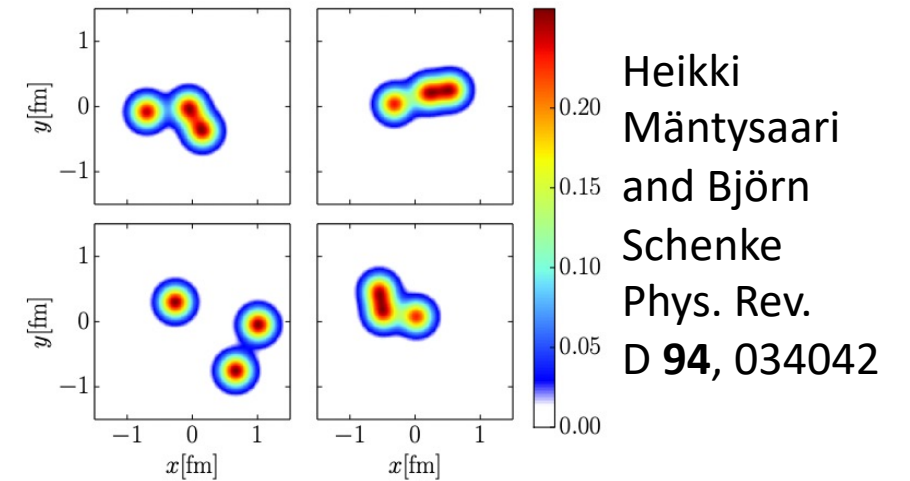 1
0
−1
y[fm]
1
0
−1
y[fm]
−1 0 1
x[fm]
−1 0 1
x[fm]
0.20
0.15
0.10
0.05
0.00
Heikki
Mäntysaari
and Björn
Schenke
Phys. Rev.
D 94, 034042